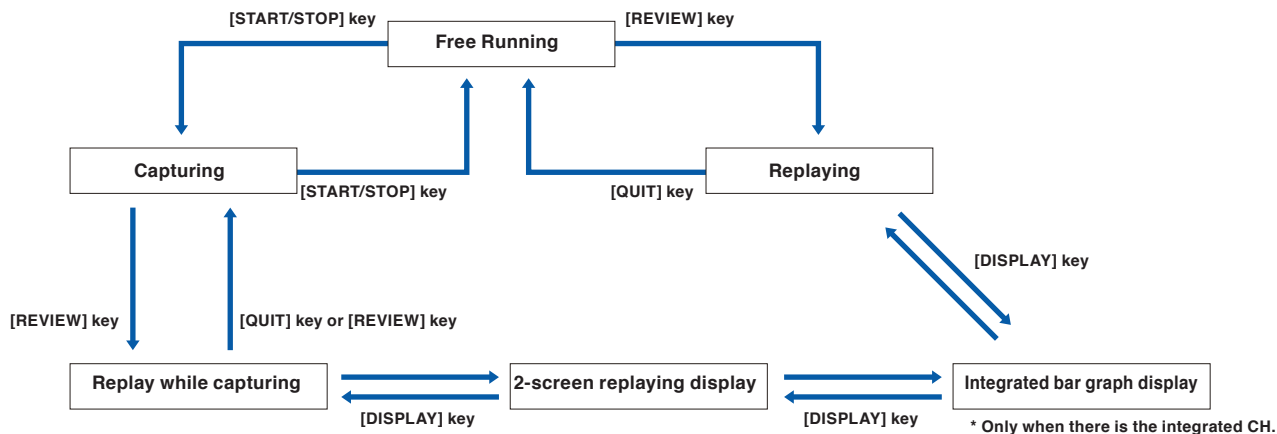 [START/STOP] key
Free Running
[REVIEW] key
Capturing
[START/STOP] key
[QUIT] key
Replaying
[DISPLAY] key
[REVIEW] key
[QUIT] key or [REVIEW] key
Replay while capturing
[DISPLAY] key
2-screen replaying display
[DISPLAY] key
Integrated bar graph display
* Only when there is the integrated CH.